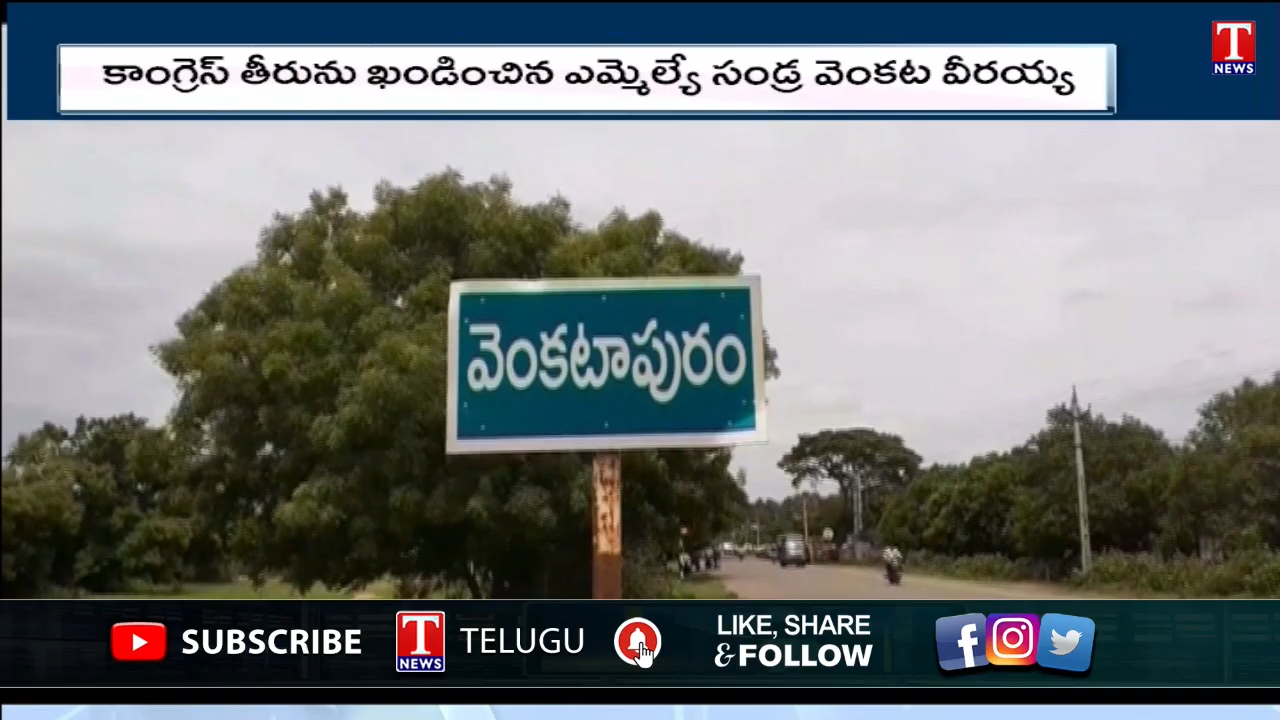 కాంగ్రెస్ తీరును ఖండించిన ఎమ్మెల్యే సండ్ర వెంకట వీరయ్య
T
NEWS
వెంకటాపురం
SUBSCRIBE
T
NEWS
TELUGU
LIKE, SHARE
&FOLLOW